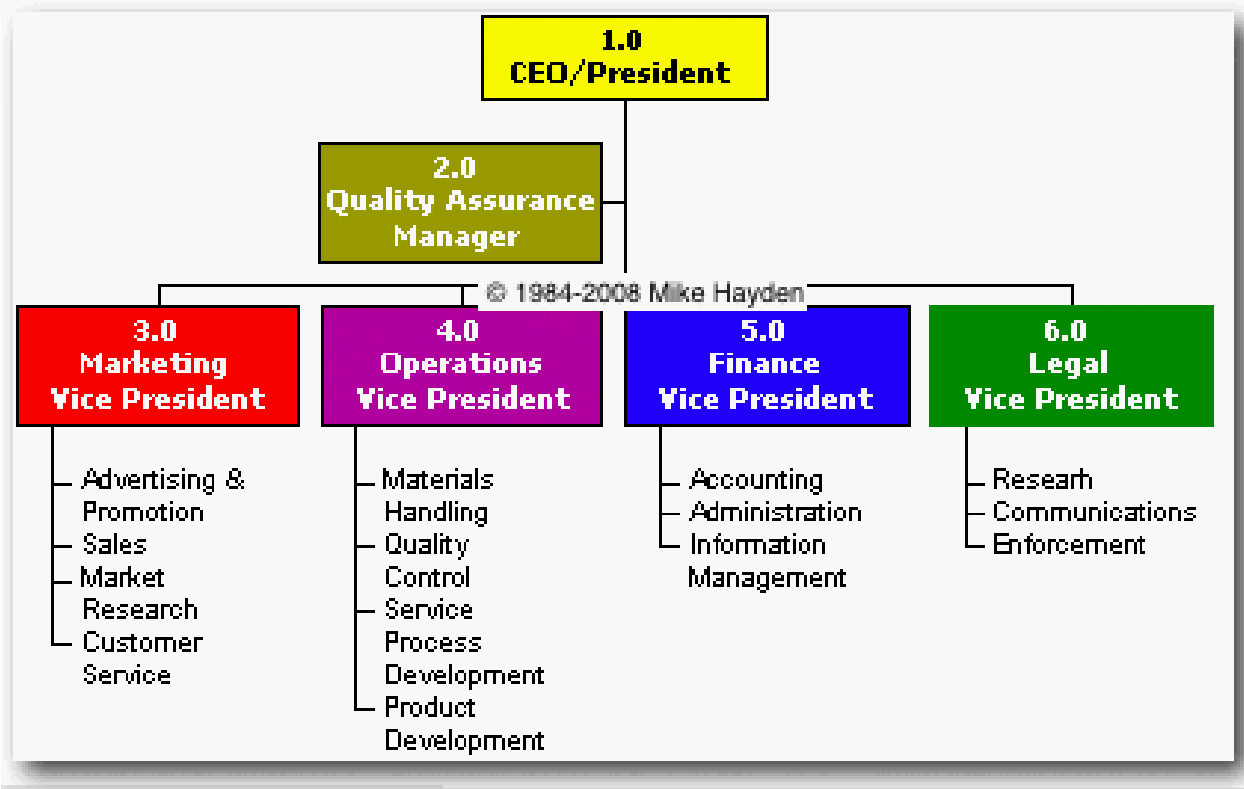 1.0
CEO/President
2.0
Quality Assurance
Manager
© 1984-2008 Mike Hayden
3.0
Marketing
Vice President
Advertising &
Promotion
Sales
Market
Research
Customer
Service
4.0
Operations
Vice President
Materials
Handling
Quality
Control
Service
Process
Development
Product
Development
5.0
Finance
Vice President
Accounting
Administration
Information
Management
6.0
Legal
Vice President
Researh
Communications
Enforcement